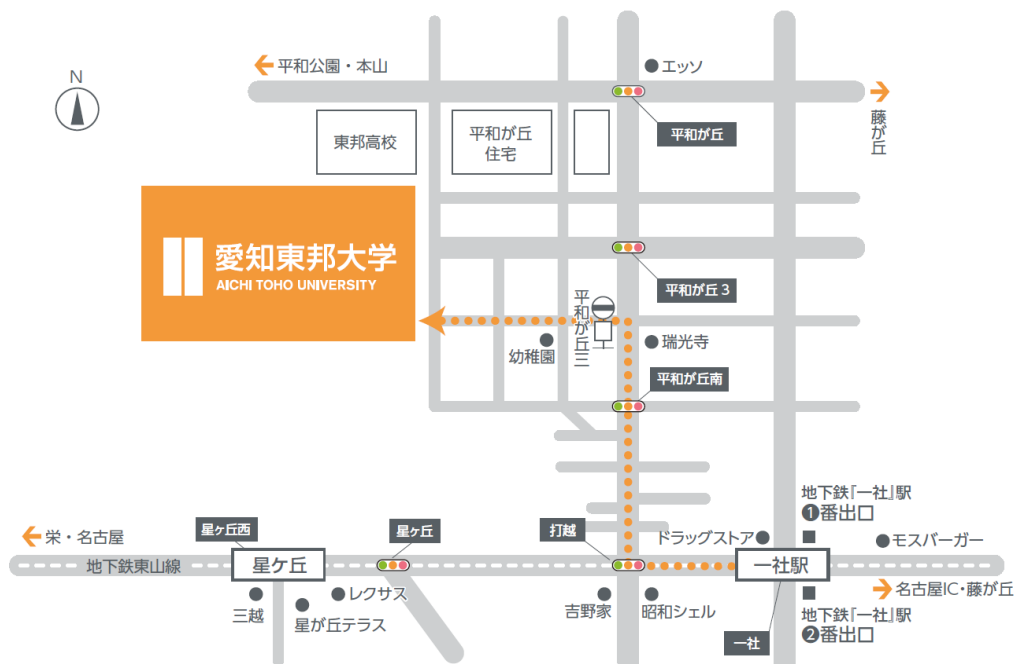 平和公園・本山
エッソ
N
藤が丘
平和が丘
東邦高校
平和が丘
住宅
愛知東邦大学
AICHI TOHO UNIVERSITY
平和が丘3
平和が丘三
瑞光寺
幼稚園
平和が丘南
地下鉄『一社』駅
❶番出口
栄・名古屋
星ヶ丘西
星ヶ丘
打越
ドラッグストア
モスバーガー
地下鉄東山線
星ケ丘
一社駅
名古屋IC・藤が丘
三越
レクサス
星が丘テラス
吉野家
昭和シェル
地下鉄『一社』駅
❷番出口
一社